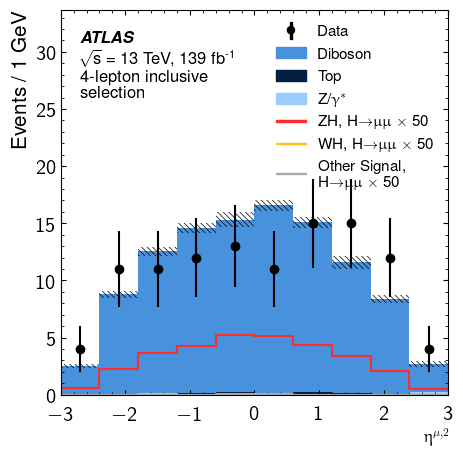 ATLAS
√s = 13 TeV, 139 fb⁻¹
4-lepton inclusive
selection
Data
Diboson
Top
Z/γ*
ZH, H→μμ × 50
WH, H→μμ × 50
Other Signal,
H→μμ × 50
Events / 1 GeV
30
25
20
15
10
5
0
−3 −2 −1 0 1 2 3
η^{μ,2}